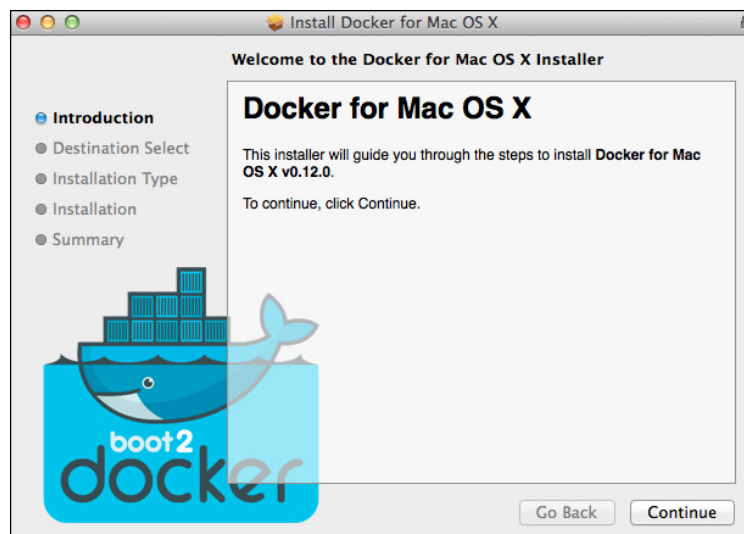 Install Docker for Mac OS X
Welcome to the Docker for Mac OS X Installer
Introduction
Destination Select
Installation Type
Installation
Summary
Docker for Mac OS X
This installer will guide you through the steps to install Docker for Mac
OS X v0.12.0.
To continue, click Continue.
boot2
docker
Go Back
Continue